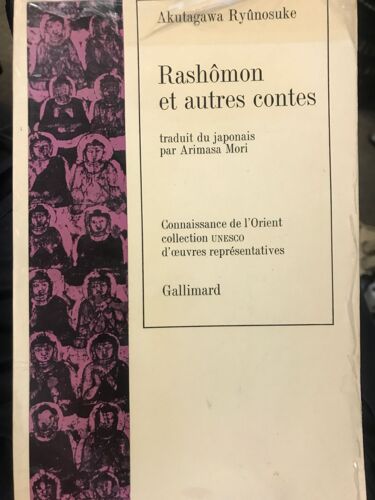 Akutagawa Ryûnosuke
Rashômon
et autres contes
traduit du japonais
par Arimasa Mori
Connaissance de l'Orient
collection UNESCO
d'œuvres représentatives
Gallimard